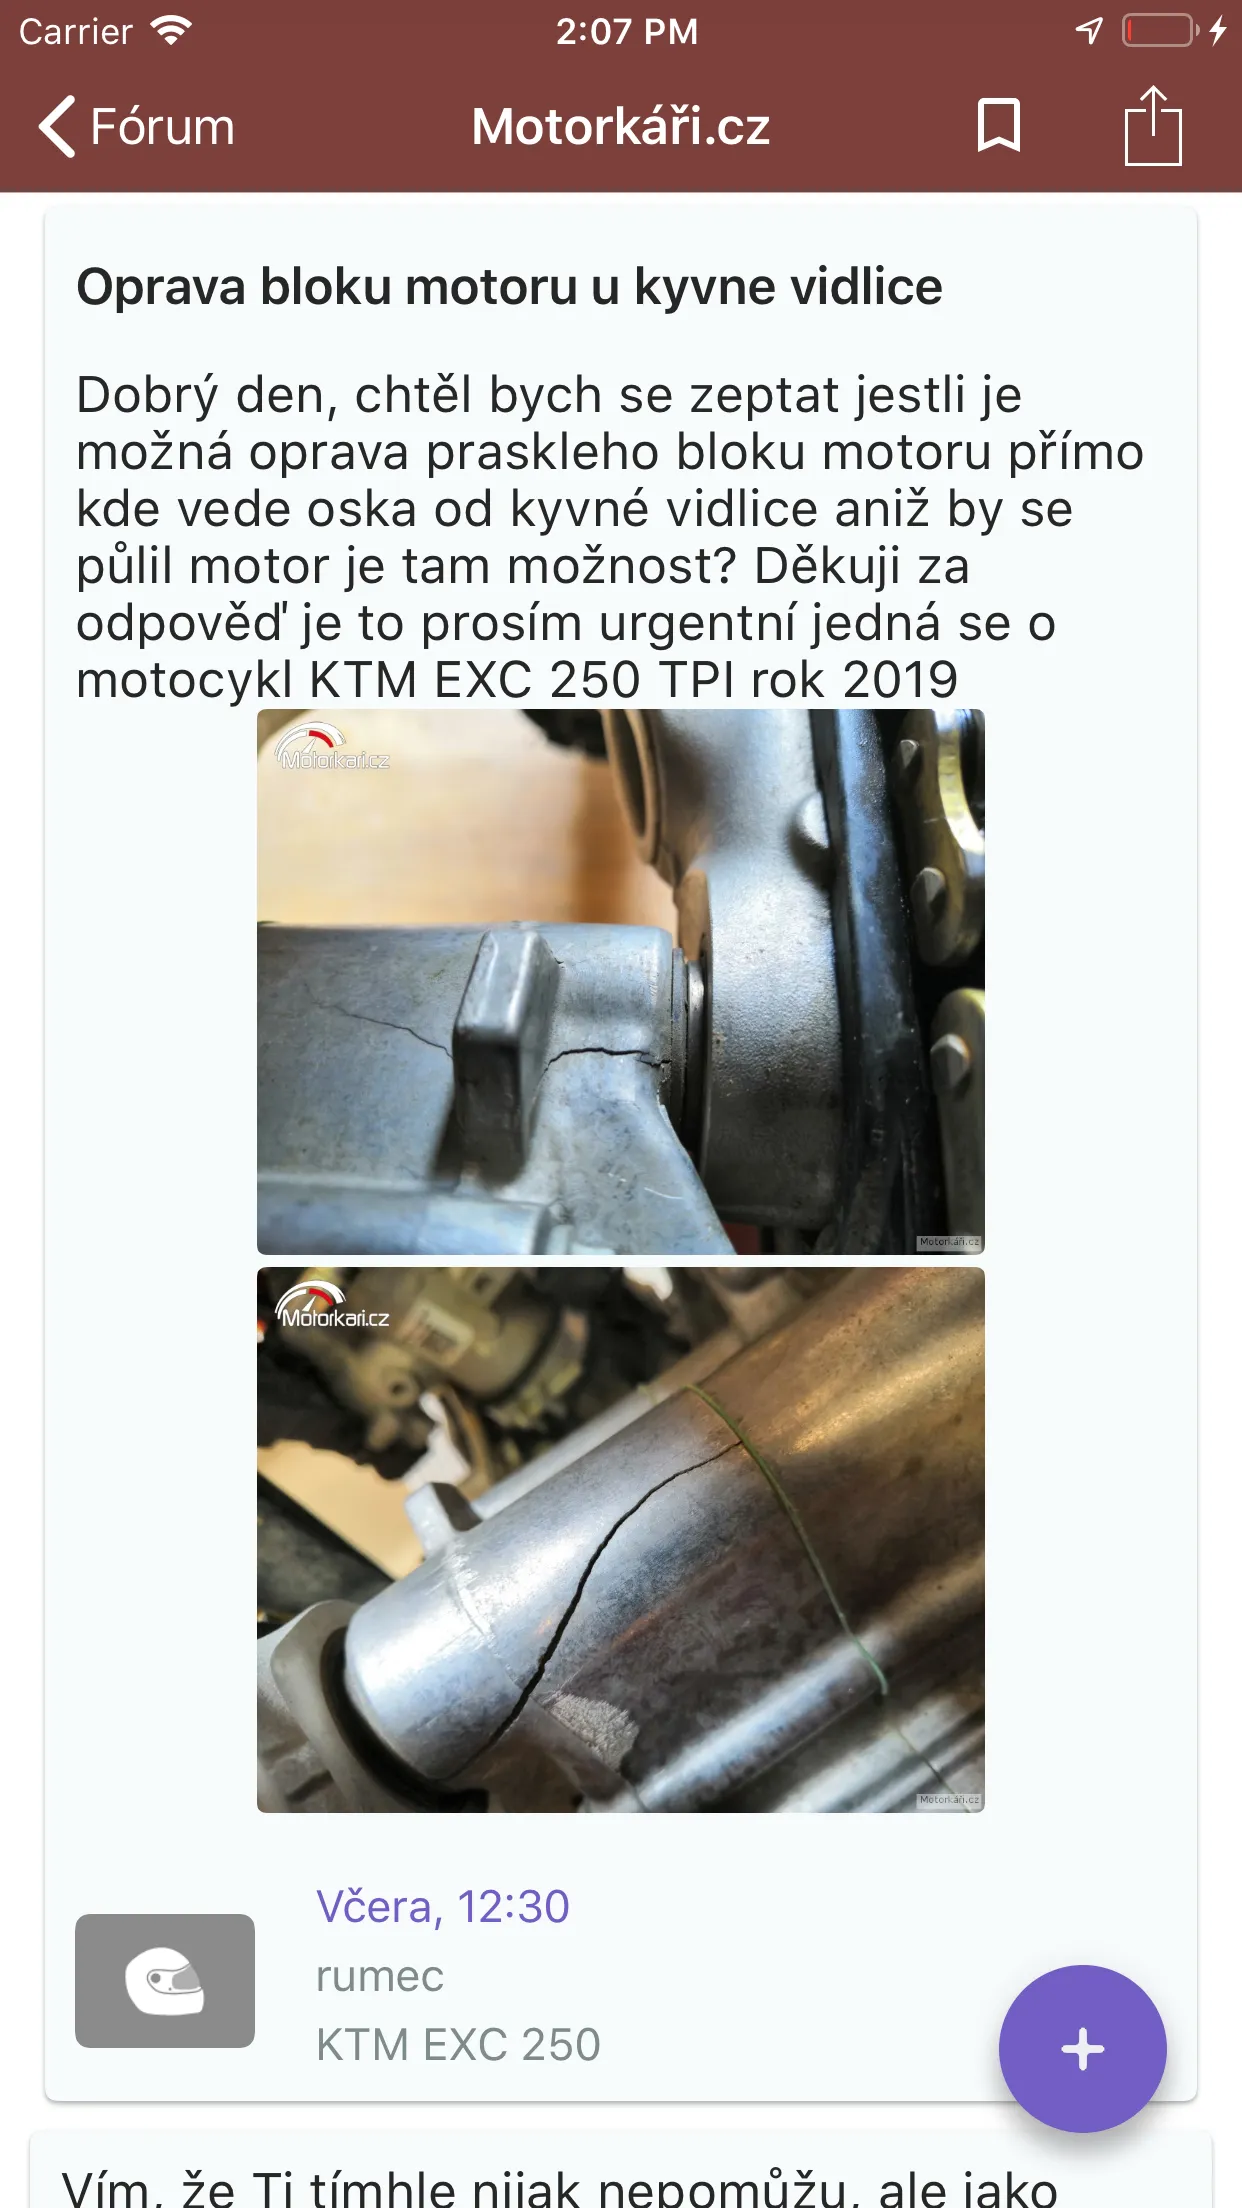 Carrier 2:07 PM
Fórum Motorkáři.cz
Oprava bloku motoru u kyvne vidlice
Dobrý den, chtěl bych se zeptat jestli je
možná oprava praskleho bloku motoru přímo
kde vede oska od kyvné vidlice aniž by se
půlil motor je tam možnost? Děkuji za
odpověď je to prosím urgentní jedná se o
motocykl KTM EXC 250 TPI rok 2019
Motorkari.cz
Motorkáři.cz
Motorkari.cz
Motorkáři.cz
Včera, 12:30
rumec
KTM EXC 250
Vím, že Ti tímhle nijak nepomůžu, ale jako